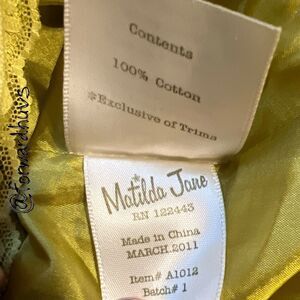 Contents
100% Cotton
*Exclusive of Trims
Matilda Jane
RN 122443
Made in China
MARCH.2011
Item# A1012
Batch# 1